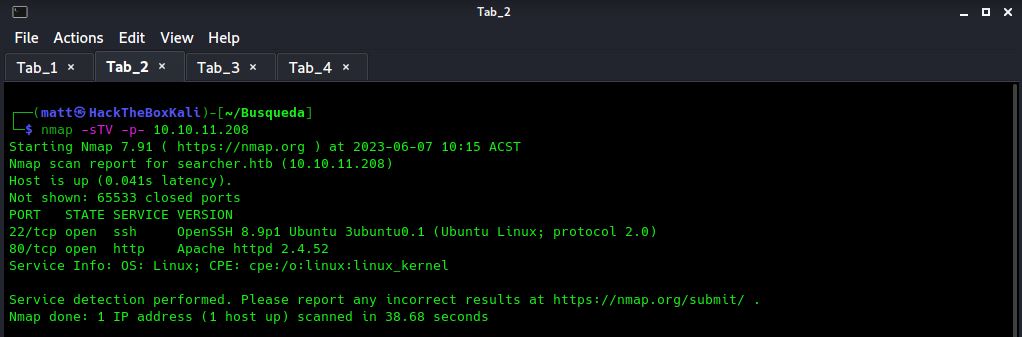 Tab_2
File Actions Edit View Help
Tab_1 × Tab_2 × Tab_3 × Tab_4 ×
┌──(matt㉿HackTheBoxKali)-[~/Busqueda]
└─$ nmap -sTV -p- 10.10.11.208
Starting Nmap 7.91 ( https://nmap.org ) at 2023-06-07 10:15 ACST
Nmap scan report for searcher.htb (10.10.11.208)
Host is up (0.041s latency).
Not shown: 65533 closed ports
PORT   STATE SERVICE VERSION
22/tcp open  ssh     OpenSSH 8.9p1 Ubuntu 3ubuntu0.1 (Ubuntu Linux; protocol 2.0)
80/tcp open  http    Apache httpd 2.4.52
Service Info: OS: Linux; CPE: cpe:/o:linux:linux_kernel
Service detection performed. Please report any incorrect results at https://nmap.org/submit/ .
Nmap done: 1 IP address (1 host up) scanned in 38.68 seconds